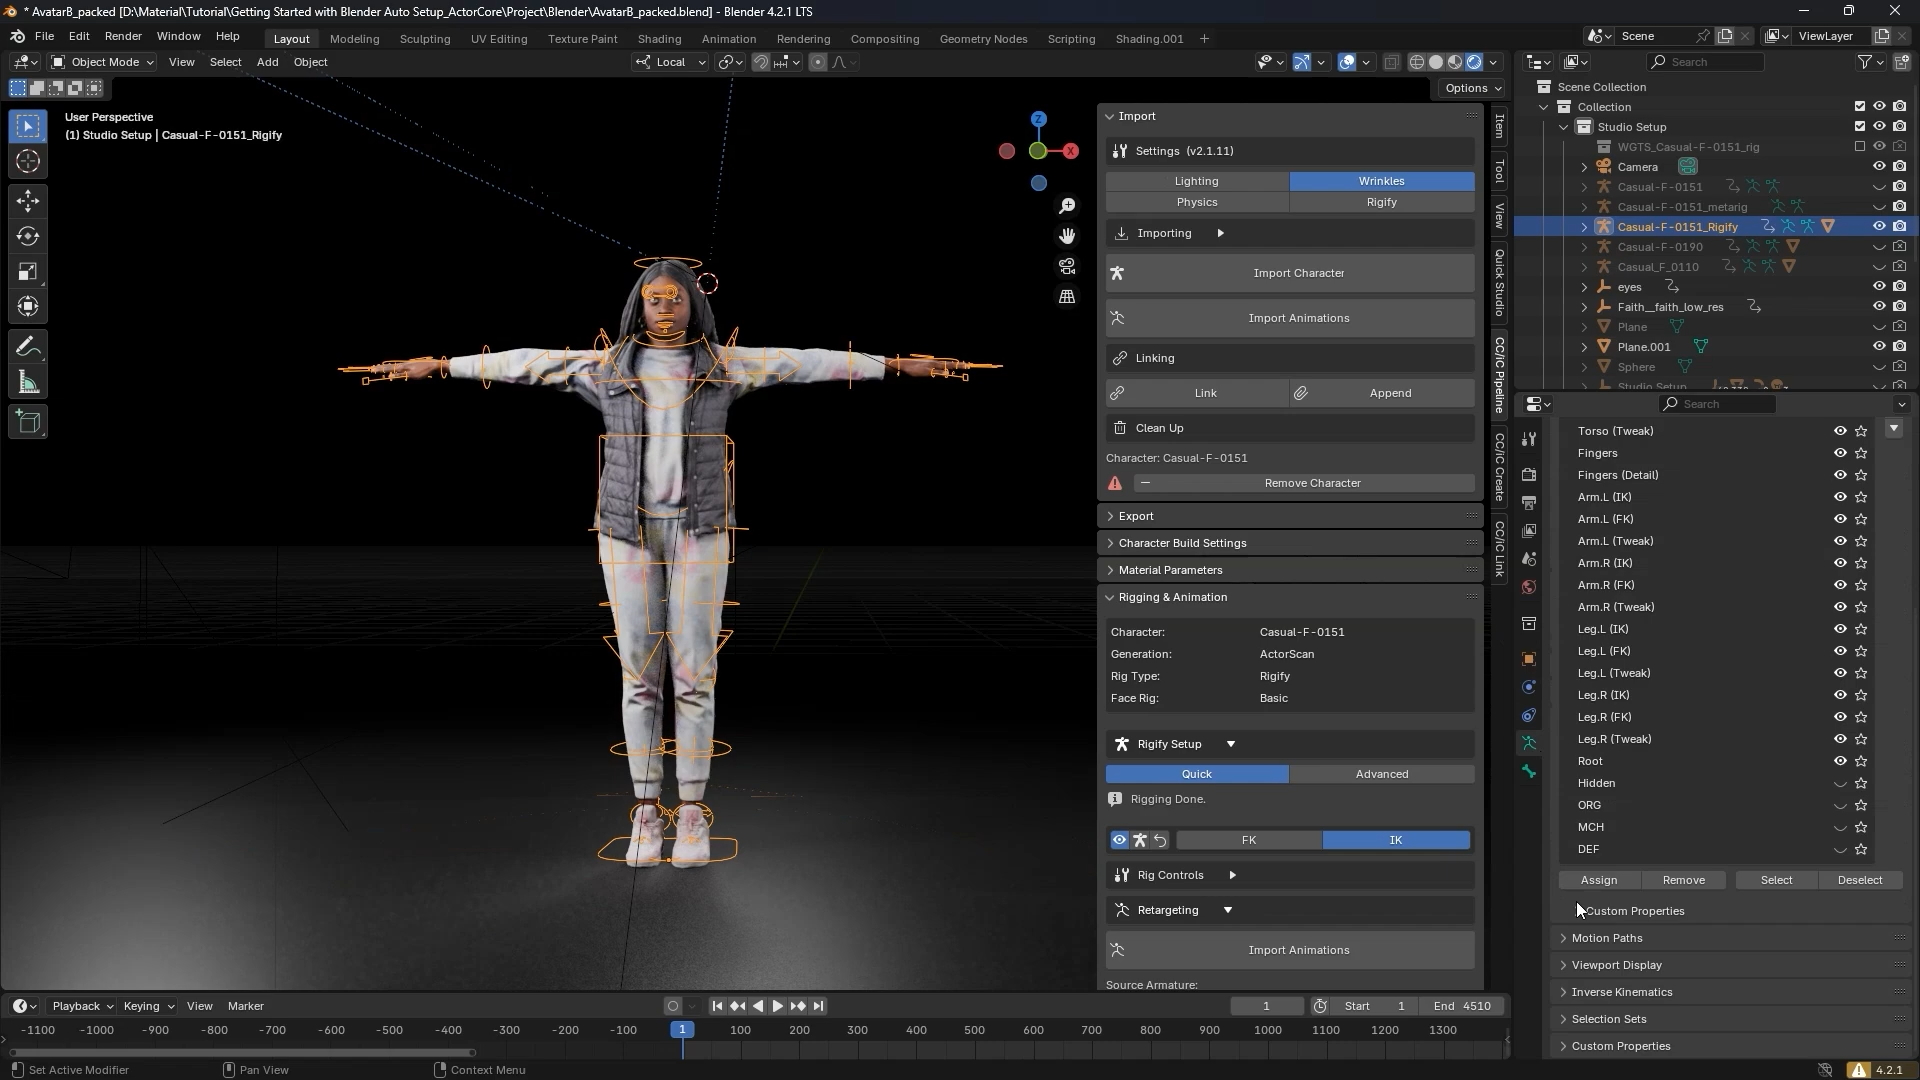 * AvatarB_packed [D:\Material\Tutorial\Getting Started with Blender Auto Setup_ActorCore\Project\Blender\AvatarB_packed.blend] - Blender 4.2.1 LTS
File Edit Render Window Help Layout Modeling Sculpting UV Editing Texture Paint Shading Animation Rendering Compositing Geometry Nodes Scripting Shading.001 + Scene ViewLayer
Object Mode View Select Add Object Local Search
Options
User Perspective
(1) Studio Setup | Casual-F-0151_Rigify
Z
X
Import
Settings (v2.1.11)
Lighting Wrinkles
Physics Rigify
Importing
Import Character
Import Animations
Linking
Link Append
Clean Up
Character: Casual-F-0151
Remove Character
Export
Character Build Settings
Material Parameters
Rigging & Animation
Character: Casual-F-0151
Generation: ActorScan
Rig Type: Rigify
Face Rig: Basic
Rigify Setup
Quick Advanced
Rigging Done.
FK IK
Rig Controls
Retargeting
Import Animations
Source Armature:
Item
Tool
View
Quick Studio
CC/iC Pipeline
CC/iC Create
CC/iC Link
Scene Collection
Collection
Studio Setup
WGTS_Casual-F-0151_rig
Camera
Casual-F-0151
Casual-F-0151_metarig
Casual-F-0151_Rigify
Casual-F-0190
Casual_F_0110
eyes
Faith__faith_low_res
Plane
Plane.001
Sphere
Studio Setup
Search
Torso (Tweak)
Fingers
Fingers (Detail)
Arm.L (IK)
Arm.L (FK)
Arm.L (Tweak)
Arm.R (IK)
Arm.R (FK)
Arm.R (Tweak)
Leg.L (IK)
Leg.L (FK)
Leg.L (Tweak)
Leg.R (IK)
Leg.R (FK)
Leg.R (Tweak)
Root
Hidden
ORG
MCH
DEF
Assign Remove Select Deselect
Custom Properties
Motion Paths
Viewport Display
Inverse Kinematics
Selection Sets
Custom Properties
Playback Keying View Marker 1 Start 1 End 4510
-1100 -1000 -900 -800 -700 -600 -500 -400 -300 -200 -100 1 100 200 300 400 500 600 700 800 900 1000 1100 1200 1300
Set Active Modifier Pan View Context Menu 4.2.1